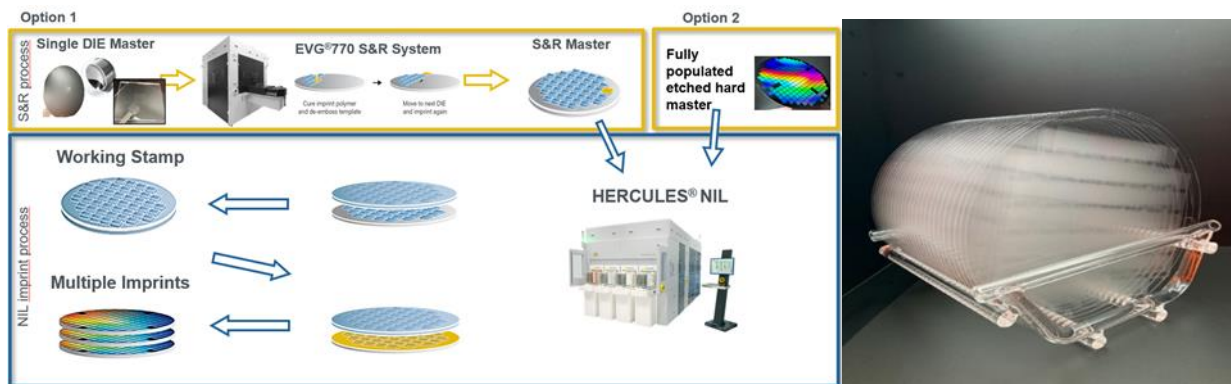 Option 1
Option 2
S&R process
Single DIE Master
EVG®770 S&R System
S&R Master
Cure imprint polymer
and de-emboss template
Move to next DIE
and imprint again
Fully
populated
etched hard
master
NIL imprint process
Working Stamp
HERCULES® NIL
Multiple Imprints